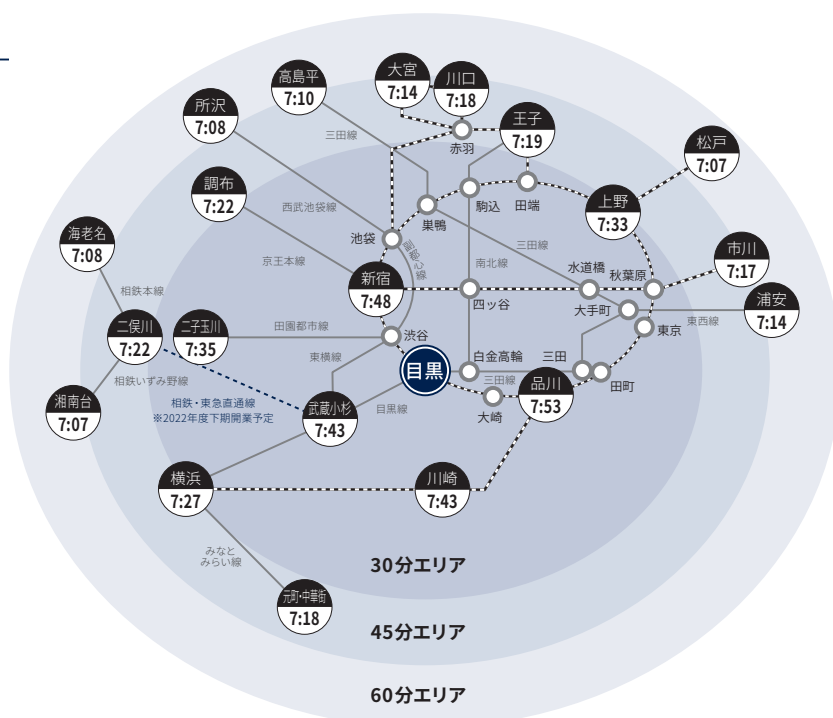 大宮
7:14
川口
7:18
高島平
7:10
所沢
7:08
王子
7:19
赤羽
三田線
松戸
7:07
調布
7:22
西武池袋線
駒込
田端
上野
7:33
巣鴨
海老名
7:08
池袋
副都心線
三田線
京王本線
南北線
水道橋
秋葉原
市川
7:17
新宿
7:48
相鉄本線
四ッ谷
大手町
浦安
7:14
東西線
二俣川
7:22
二子玉川
7:35
田園都市線
渋谷
東京
東横線
目黒
白金高輪
三田
三田線
品川
7:53
田町
相鉄いずみ野線
湘南台
7:07
相鉄・東急直通線
※2022年度下期開業予定
武蔵小杉
7:43
目黒線
大崎
横浜
7:27
川崎
7:43
みなと
みらい線
元町・中華街
7:18
30分エリア
45分エリア
60分エリア